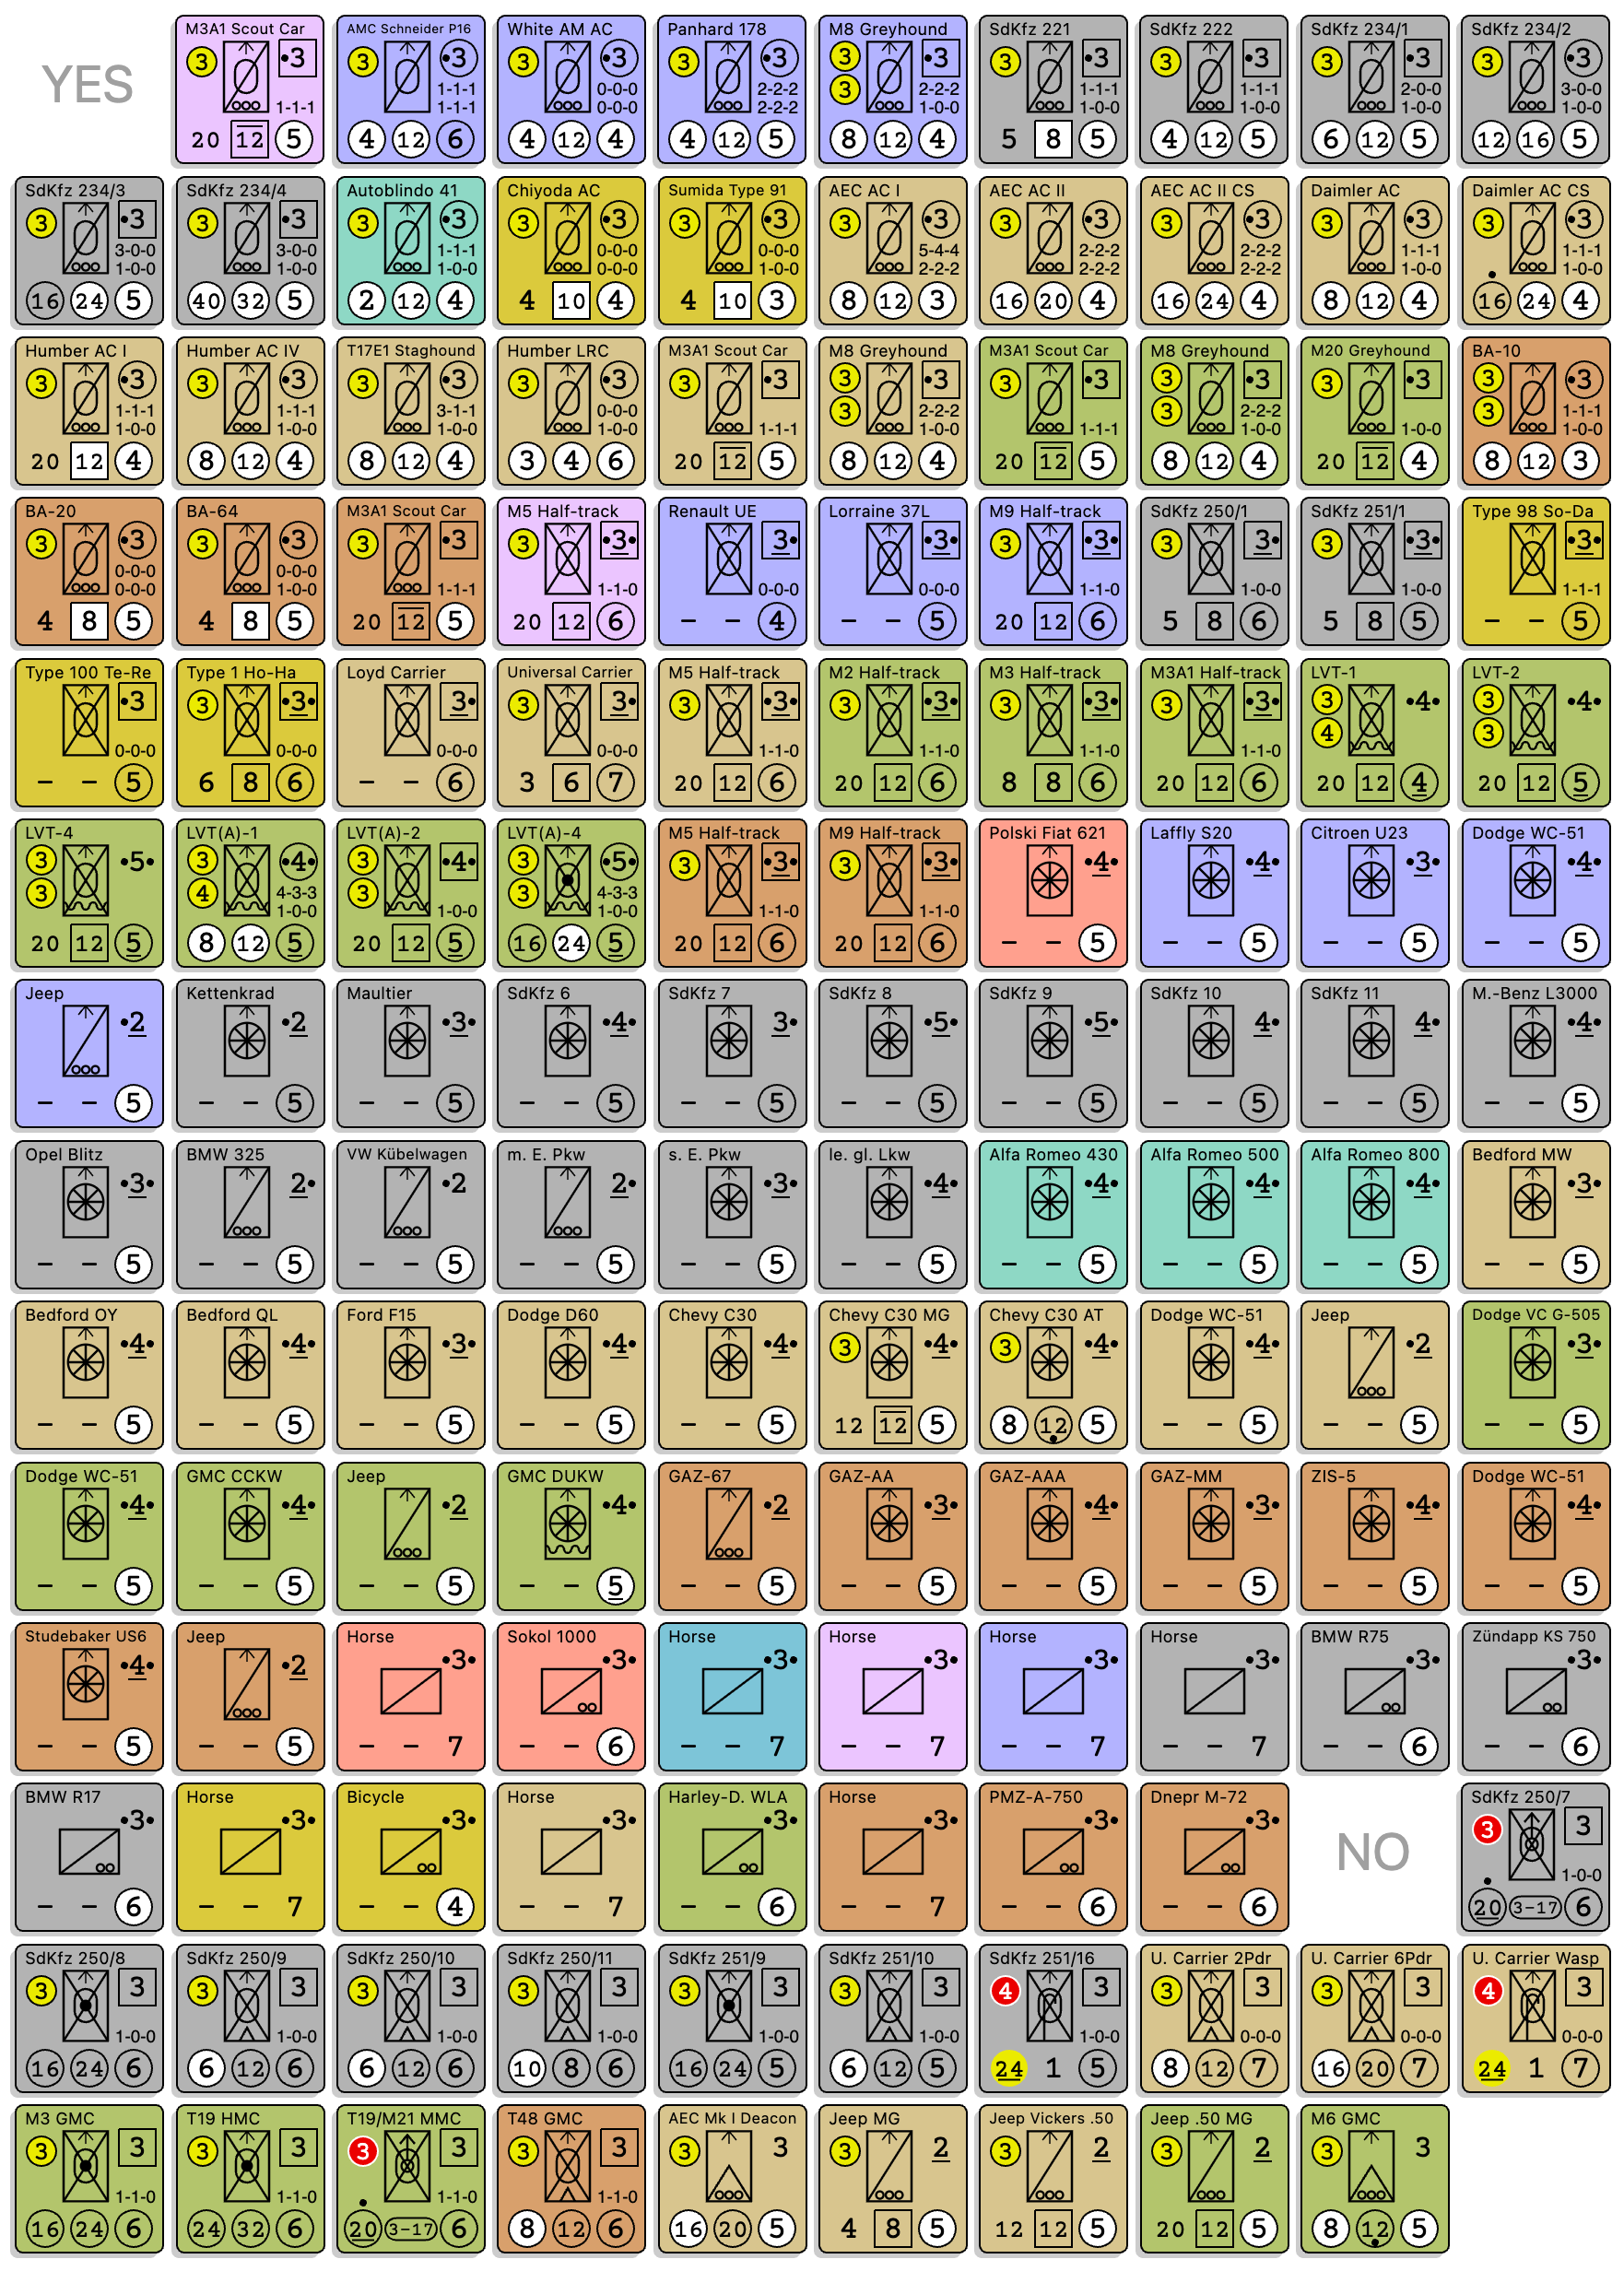 YES
M3A1 Scout Car
3 •3
1-1-1
20 12 5
AMC Schneider P16
3 •3
1-1-1
1-1-1
4 12 6
White AM AC
3 •3
0-0-0
0-0-0
4 12 4
Panhard 178
3 •3
2-2-2
2-2-2
4 12 5
M8 Greyhound
3 •3
3 2-2-2
1-0-0
8 12 4
SdKfz 221
3 •3
1-1-1
1-0-0
5 8 5
SdKfz 222
3 •3
1-1-1
1-0-0
4 12 5
SdKfz 234/1
3 •3
2-0-0
1-0-0
6 12 5
SdKfz 234/2
3 •3
3-0-0
1-0-0
12 16 5
SdKfz 234/3
3 •3
3-0-0
1-0-0
16 24 5
SdKfz 234/4
3 •3
3-0-0
1-0-0
40 32 5
Autoblindo 41
3 •3
1-1-1
1-0-0
2 12 4
Chiyoda AC
3 •3
0-0-0
0-0-0
4 10 4
Sumida Type 91
3 •3
0-0-0
1-0-0
4 10 3
AEC AC I
3 •3
5-4-4
2-2-2
8 12 3
AEC AC II
3 •3
2-2-2
2-2-2
16 20 4
AEC AC II CS
3 •3
2-2-2
2-2-2
16 24 4
Daimler AC
3 •3
1-1-1
1-0-0
8 12 4
Daimler AC CS
3 •3
1-1-1
1-0-0
16 24 4
Humber AC I
3 •3
1-1-1
1-0-0
20 12 4
Humber AC IV
3 •3
1-1-1
1-0-0
8 12 4
T17E1 Staghound
3 •3
3-1-1
1-0-0
8 12 4
Humber LRC
3 •3
0-0-0
1-0-0
3 4 6
M3A1 Scout Car
3 •3
1-1-1
20 12 5
M8 Greyhound
3 •3
3 2-2-2
1-0-0
8 12 4
M3A1 Scout Car
3 •3
1-1-1
20 12 5
M8 Greyhound
3 •3
3 2-2-2
1-0-0
8 12 4
M20 Greyhound
3 •3
1-0-0
20 12 4
BA-10
3 •3
3 1-1-1
1-0-0
8 12 3
BA-20
3 •3
0-0-0
0-0-0
4 8 5
BA-64
3 •3
0-0-0
1-0-0
4 8 5
M3A1 Scout Car
3 •3
1-1-1
20 12 5
M5 Half-track
3 •3•
1-1-0
20 12 6
Renault UE
3•
0-0-0
– – 4
Lorraine 37L
•3•
0-0-0
– – 5
M9 Half-track
3 •3•
1-1-0
20 12 6
SdKfz 250/1
3 3•
1-0-0
5 8 6
SdKfz 251/1
3 •3•
1-0-0
5 8 5
Type 98 So-Da
•3•
1-1-1
– – 5
Type 100 Te-Re
•3
0-0-0
– – 5
Type 1 Ho-Ha
3 •3•
0-0-0
6 8 6
Loyd Carrier
3•
0-0-0
– – 6
Universal Carrier
3 3•
0-0-0
3 6 7
M5 Half-track
3 •3•
1-1-0
20 12 6
M2 Half-track
3 •3•
1-1-0
20 12 6
M3 Half-track
3 •3•
1-1-0
8 8 6
M3A1 Half-track
3 •3•
1-1-0
20 12 6
LVT-1
3 •4•
4
20 12 4
LVT-2
3 •4•
3
20 12 5
LVT-4
3 •5•
3
20 12 5
LVT(A)-1
3 •4•
4 4-3-3
1-0-0
8 12 5
LVT(A)-2
3 •4•
3
1-0-0
20 12 5
LVT(A)-4
3 •5•
3 4-3-3
1-0-0
16 24 5
M5 Half-track
3 •3•
1-1-0
20 12 6
M9 Half-track
3 •3•
1-1-0
20 12 6
Polski Fiat 621
•4•
– – 5
Laffly S20
•4•
– – 5
Citroen U23
•3•
– – 5
Dodge WC-51
•4•
– – 5
Jeep
•2
– – 5
Kettenkrad
•2
– – 5
Maultier
•3•
– – 5
SdKfz 6
•4•
– – 5
SdKfz 7
3•
– – 5
SdKfz 8
•5•
– – 5
SdKfz 9
•5•
– – 5
SdKfz 10
4•
– – 5
SdKfz 11
4•
– – 5
M.-Benz L3000
•4•
– – 5
Opel Blitz
•3•
– – 5
BMW 325
2•
– – 5
VW Kübelwagen
•2
– – 5
m. E. Pkw
2•
– – 5
s. E. Pkw
•3•
– – 5
le. gl. Lkw
•4•
– – 5
Alfa Romeo 430
•4•
– – 5
Alfa Romeo 500
•4•
– – 5
Alfa Romeo 800
•4•
– – 5
Bedford MW
•3•
– – 5
Bedford OY
•4•
– – 5
Bedford QL
•4•
– – 5
Ford F15
•3•
– – 5
Dodge D60
•4•
– – 5
Chevy C30
•4•
– – 5
Chevy C30 MG
3 •4•
12 12 5
Chevy C30 AT
3 •4•
8 12 5
Dodge WC-51
•4•
– – 5
Jeep
•2
– – 5
Dodge VC G-505
•3•
– – 5
Dodge WC-51
•4•
– – 5
GMC CCKW
•4•
– – 5
Jeep
•2
– – 5
GMC DUKW
•4•
– – 5
GAZ-67
•2
– – 5
GAZ-AA
•3•
– – 5
GAZ-AAA
•4•
– – 5
GAZ-MM
•3•
– – 5
ZIS-5
•4•
– – 5
Dodge WC-51
•4•
– – 5
Studebaker US6
•4•
– – 5
Jeep
•2
– – 5
Horse
•3•
– – 7
Sokol 1000
•3•
– – 6
Horse
•3•
– – 7
Horse
•3•
– – 7
Horse
•3•
– – 7
Horse
•3•
– – 7
BMW R75
•3•
– – 6
Zündapp KS 750
•3•
– – 6
BMW R17
•3•
– – 6
Horse
•3•
– – 7
Bicycle
•3•
– – 4
Horse
•3•
– – 7
Harley-D. WLA
•3•
– – 6
Horse
•3•
– – 7
PMZ-A-750
•3•
– – 6
Dnepr M-72
•3•
– – 6
NO
SdKfz 250/7
3 3
1-0-0
20 3-17 6
SdKfz 250/8
3 3
1-0-0
16 24 6
SdKfz 250/9
3 3
1-0-0
6 12 6
SdKfz 250/10
3 3
1-0-0
6 12 6
SdKfz 250/11
3 3
1-0-0
10 8 6
SdKfz 251/9
3 3
1-0-0
16 24 5
SdKfz 251/10
3 3
1-0-0
6 12 5
SdKfz 251/16
4 3
1-0-0
24 1 5
U. Carrier 2Pdr
3 3
0-0-0
8 12 7
U. Carrier 6Pdr
3 3
0-0-0
16 20 7
U. Carrier Wasp
4 3
0-0-0
24 1 7
M3 GMC
3 3
1-1-0
16 24 6
T19 HMC
3 3
1-1-0
24 32 6
T19/M21 MMC
3 3
1-1-0
20 3-17 6
T48 GMC
3 3
1-1-0
8 12 6
AEC Mk I Deacon
3 3
16 20 5
Jeep MG
3 2
4 8 5
Jeep Vickers .50
3 2
12 12 5
Jeep .50 MG
3 2
20 12 5
M6 GMC
3 3
8 12 5